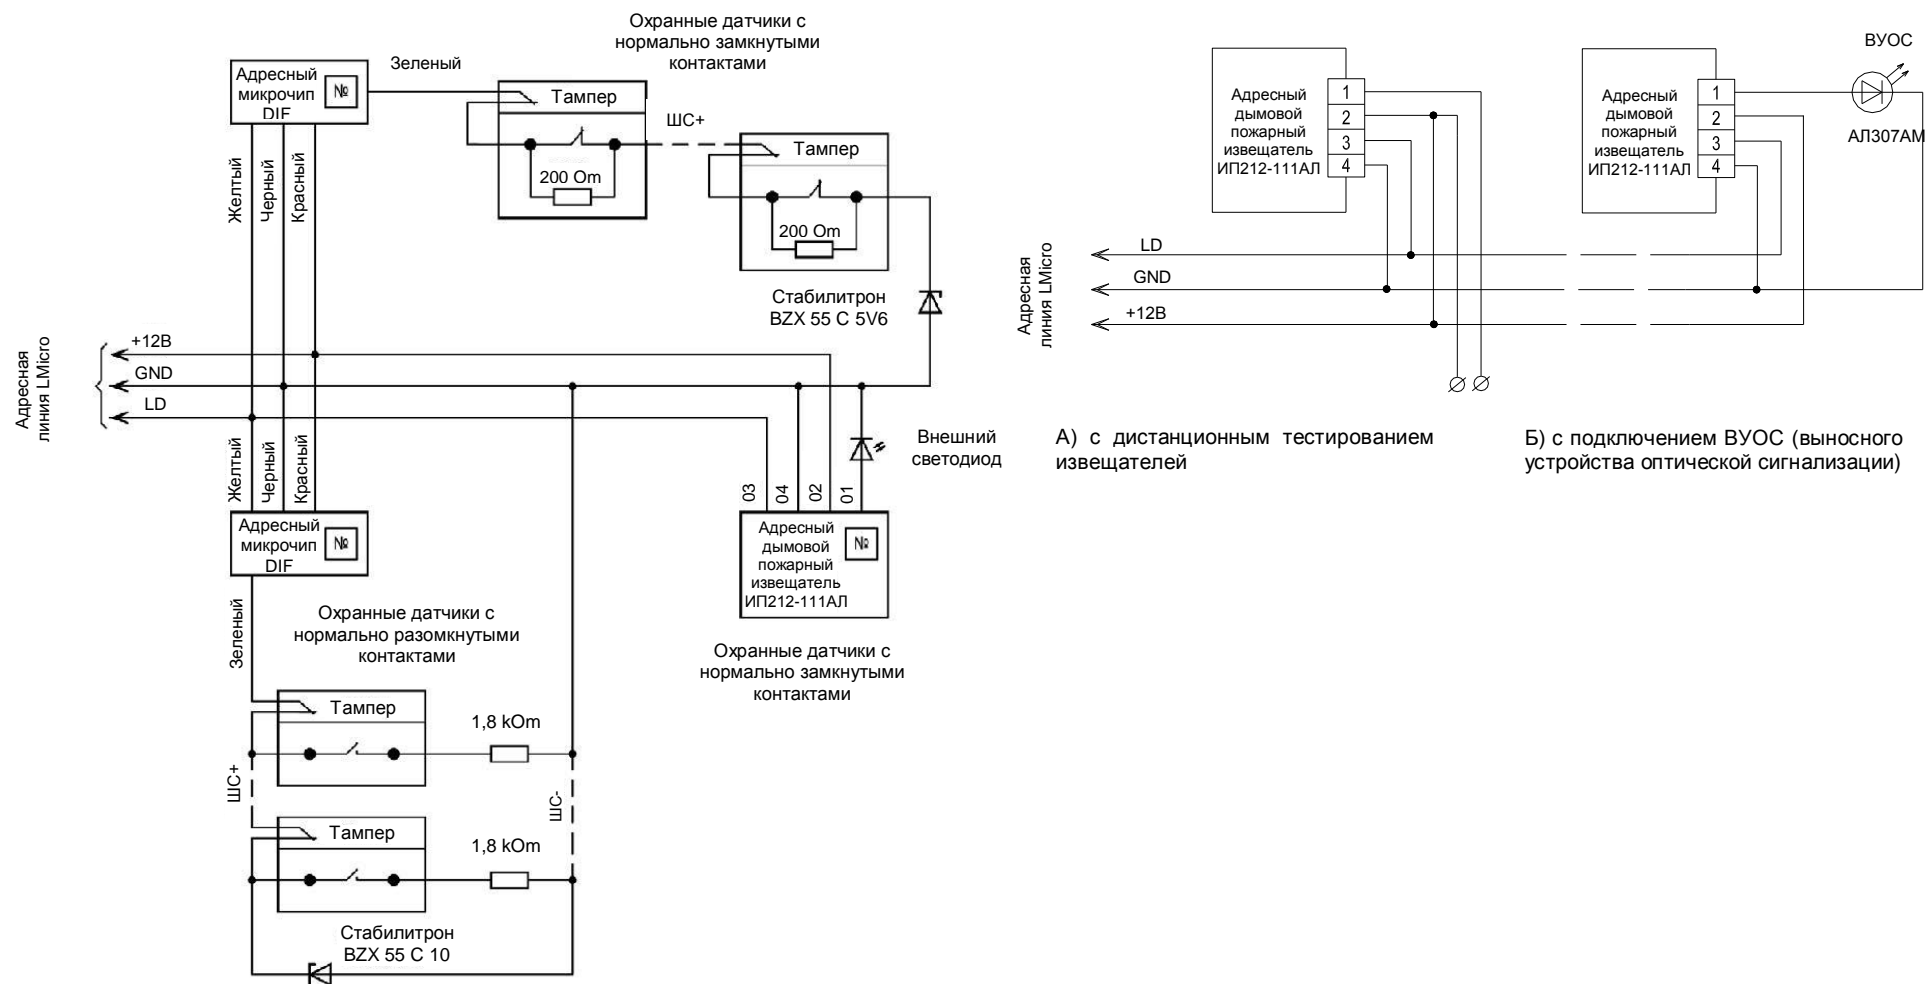 Охранные датчики с
нормально замкнутыми
контактами
Зеленый
Адресный
микрочип
DIF
№
Тампер
200 Om
ШС+
Тампер
200 Om
Желтый
Черный
Красный
Стабилитрон
BZX 55 C 5V6
Адресная
линия LMicro
+12В
GND
LD
Желтый
Черный
Красный
Внешний
светодиод
03
04
02
01
Адресный
микрочип
DIF
№
Адресный
дымовой
пожарный
извещатель
ИП212-111АЛ
№
Зеленый
Охранные датчики с
нормально разомкнутыми
контактами
Охранные датчики с
нормально замкнутыми
контактами
Тампер
1,8 kOm
ШС+
ШС-
Тампер
1,8 kOm
Стабилитрон
BZX 55 C 10
Адресный
дымовой
пожарный
извещатель
ИП212-111АЛ
1
2
3
4
Адресный
дымовой
пожарный
извещатель
ИП212-111АЛ
1
2
3
4
ВУОС
АЛ307АМ
Адресная
линия LMicro
LD
GND
+12В
А) с дистанционным тестированием
извещателей
Б) с подключением ВУОС (выносного
устройства оптической сигнализации)